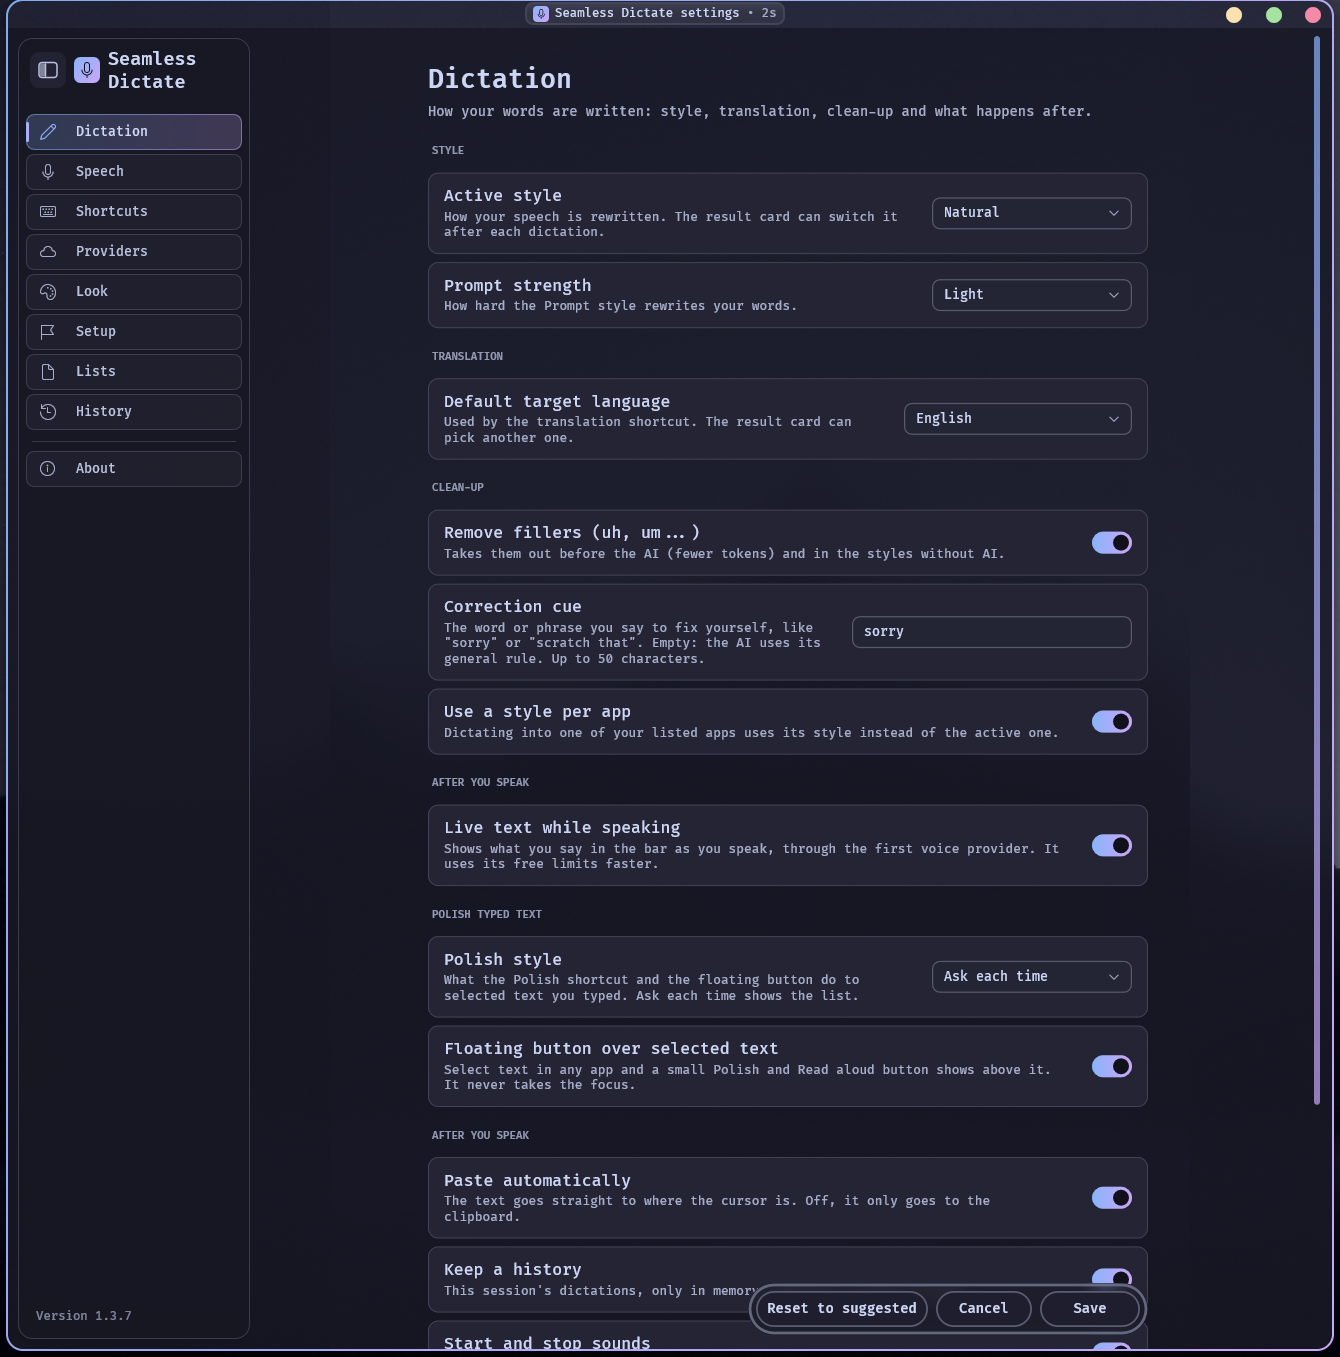 Seamless Dictate settings • 2s
Seamless
Dictate
Dictation
Speech
Shortcuts
Providers
Look
Setup
Lists
History
About
Version 1.3.7
Dictation
How your words are written: style, translation, clean-up and what happens after.
STYLE
Active style
How your speech is rewritten. The result card can switch it
after each dictation.
Natural
Prompt strength
How hard the Prompt style rewrites your words.
Light
TRANSLATION
Default target language
Used by the translation shortcut. The result card can
pick another one.
English
CLEAN-UP
Remove fillers (uh, um...)
Takes them out before the AI (fewer tokens) and in the styles without AI.
Correction cue
The word or phrase you say to fix yourself, like
"sorry" or "scratch that". Empty: the AI uses its
general rule. Up to 50 characters.
sorry
Use a style per app
Dictating into one of your listed apps uses its style instead of the active one.
AFTER YOU SPEAK
Live text while speaking
Shows what you say in the bar as you speak, through the first voice provider. It
uses its free limits faster.
POLISH TYPED TEXT
Polish style
What the Polish shortcut and the floating button do to
selected text you typed. Ask each time shows the list.
Ask each time
Floating button over selected text
Select text in any app and a small Polish and Read aloud button shows above it.
It never takes the focus.
AFTER YOU SPEAK
Paste automatically
The text goes straight to where the cursor is. Off, it only goes to the
clipboard.
Keep a history
This session's dictations, only in memory
Reset to suggested
Cancel
Save
Start and stop sounds